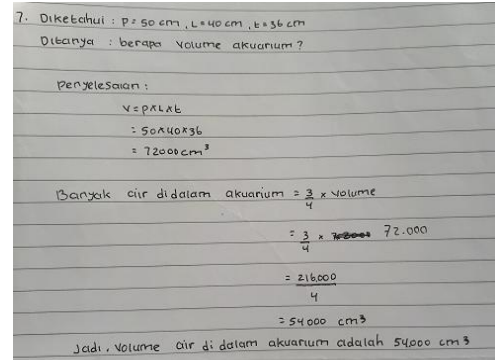 7. Diketahui : P = 50 cm, L = 40 cm, t = 36 cm
Ditanya : berapa volume akuarium?
Penyelesaian :
V = P x L x t
= 50 x 40 x 36
= 72000 cm³
Banyak air didalam akuarium = 3/4 x volume
= 3/4 x 72.000
= 216.000/4
= 54000 cm³
Jadi, Volume air di dalam akuarium adalah 54000 cm³